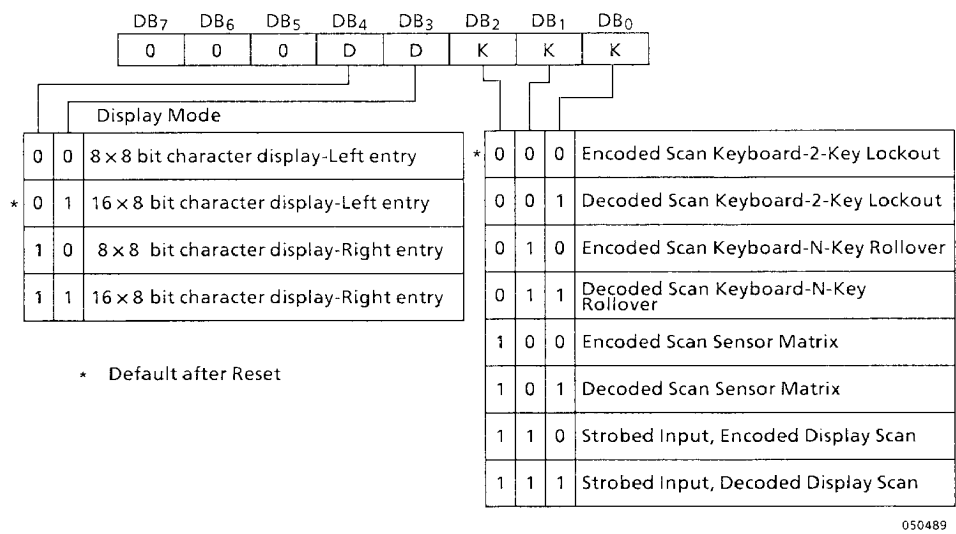 DB7 DB6 DB5 DB4 DB3 DB2 DB1 DB0
0 0 0 D D K K K
Display Mode
0 0 8 × 8 bit character display-Left entry
* 0 1 16 × 8 bit character display-Left entry
1 0 8 × 8 bit character display-Right entry
1 1 16 × 8 bit character display-Right entry
* Default after Reset
* 0 0 0 Encoded Scan Keyboard-2-Key Lockout
0 0 1 Decoded Scan Keyboard-2-Key Lockout
0 1 0 Encoded Scan Keyboard-N-Key Rollover
0 1 1 Decoded Scan Keyboard-N-Key
Rollover
1 0 0 Encoded Scan Sensor Matrix
1 0 1 Decoded Scan Sensor Matrix
1 1 0 Strobed Input, Encoded Display Scan
1 1 1 Strobed Input, Decoded Display Scan
050489